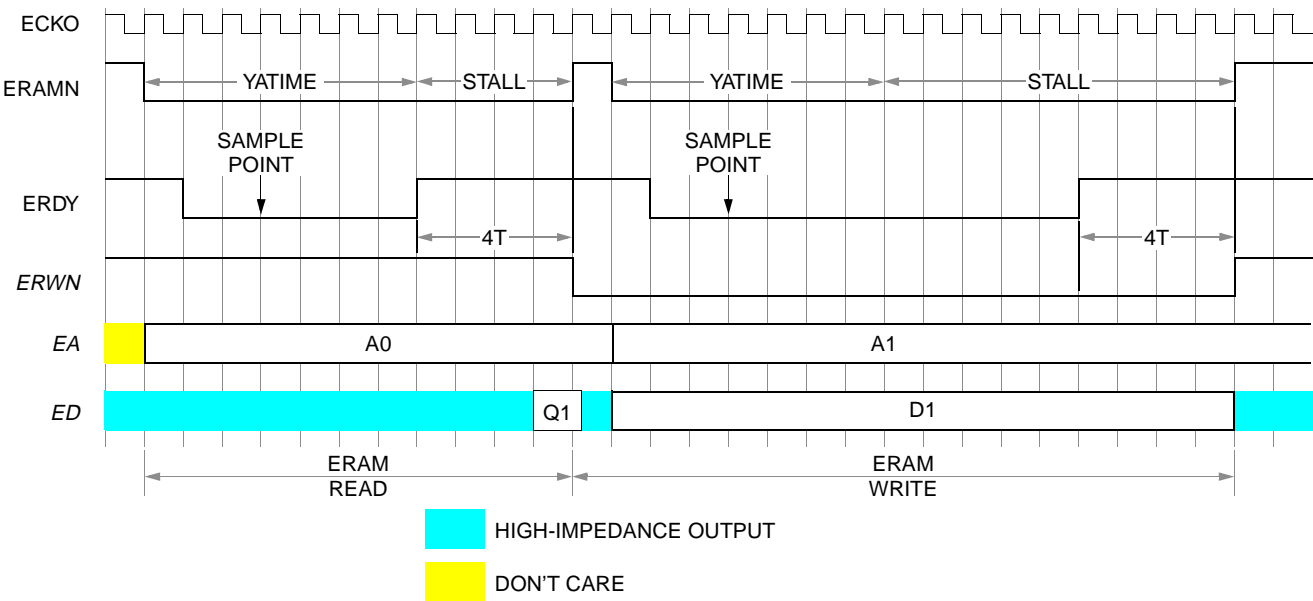 ECKO
ERAMN
YATIME
STALL
YATIME
STALL
SAMPLE
POINT
SAMPLE
POINT
ERDY
4T
4T
ERWN
EA
A0
A1
ED
Q1
D1
ERAM
READ
ERAM
WRITE
HIGH-IMPEDANCE OUTPUT
DON'T CARE